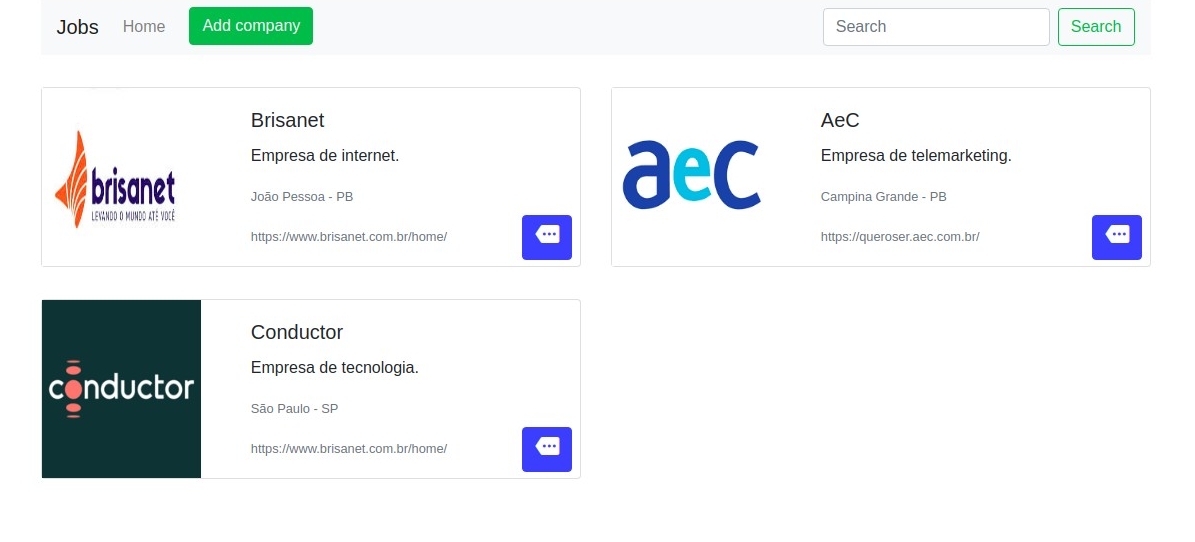 Jobs Home Add company Search Search
brisanet
LEVANDO O MUNDO ATÉ VOCÊ
Brisanet
Empresa de internet.
João Pessoa - PB
https://www.brisanet.com.br/home/
aec
AeC
Empresa de telemarketing.
Campina Grande - PB
https://queroser.aec.com.br/
conductor
Conductor
Empresa de tecnologia.
São Paulo - SP
https://www.brisanet.com.br/home/